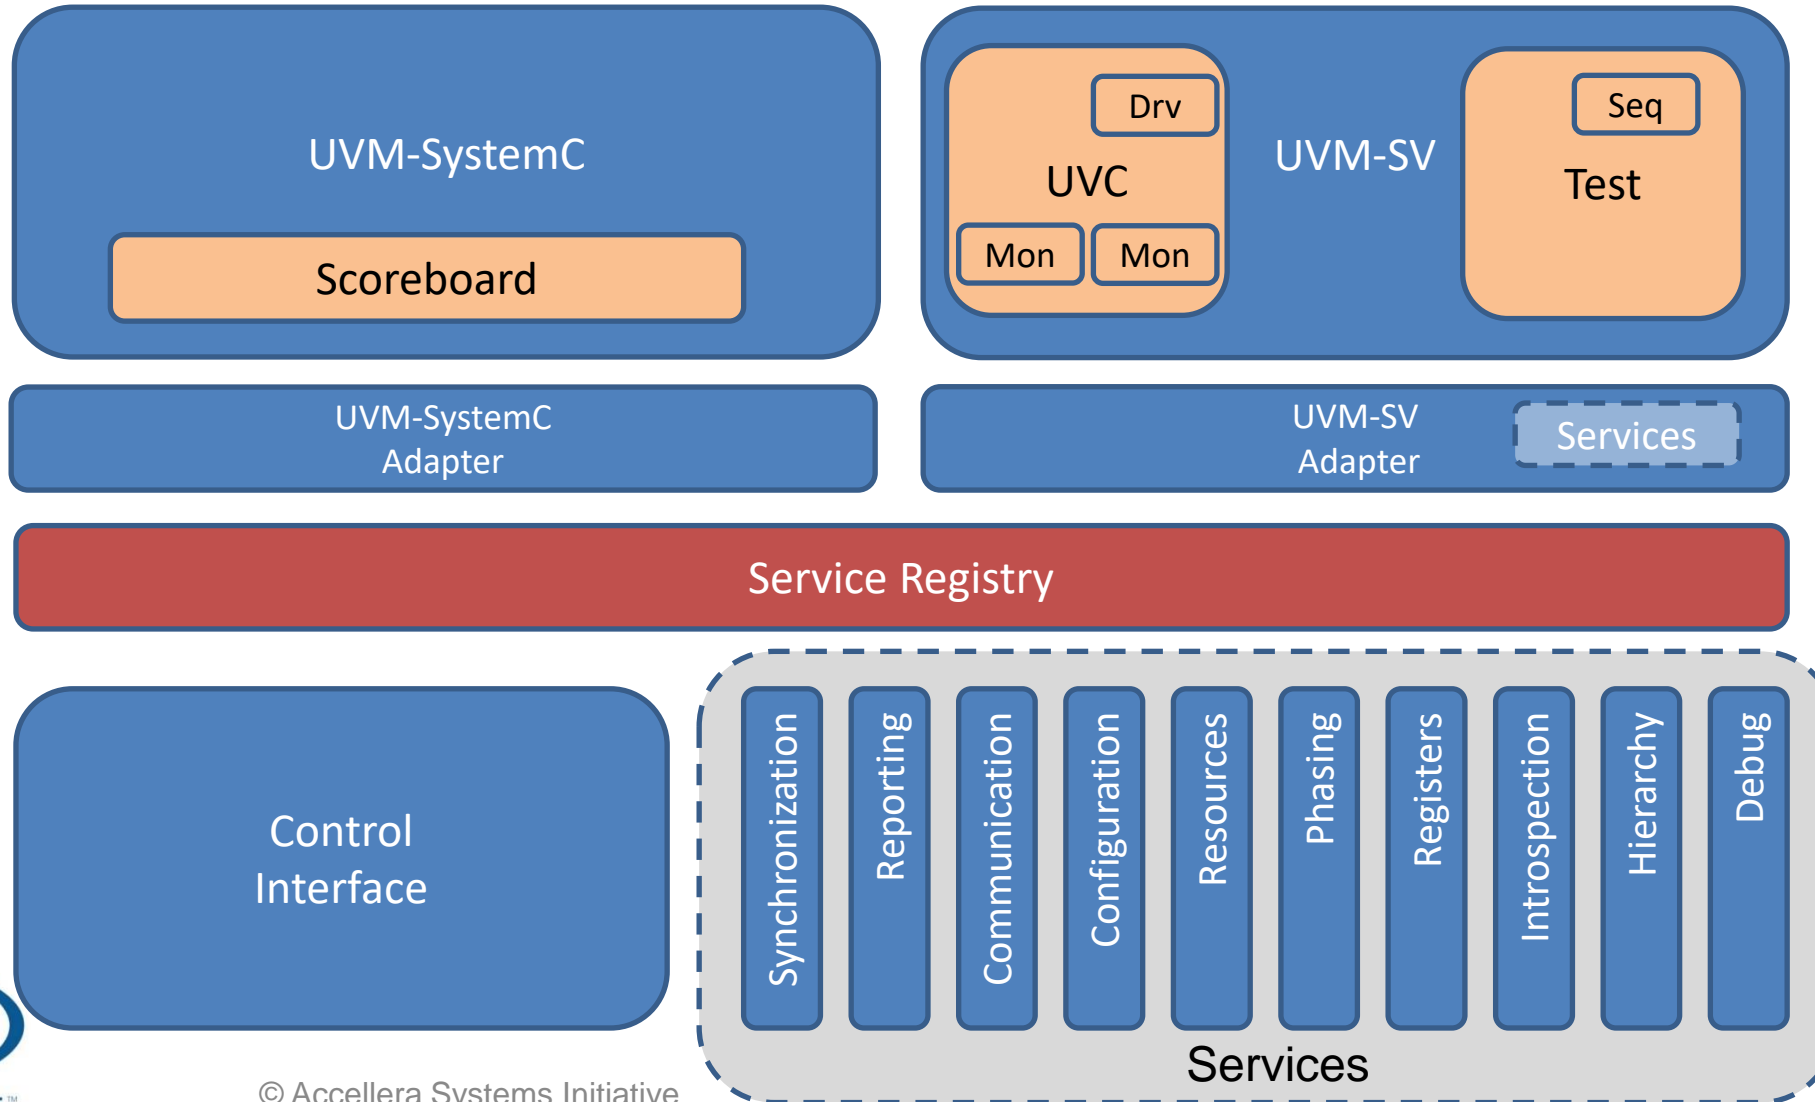 UVM-SystemC
Scoreboard
Drv
UVC
Mon
Mon
UVM-SV
Seq
Test
UVM-SystemC
Adapter
UVM-SV
Adapter
Services
Service Registry
Control
Interface
Synchronization
Reporting
Communication
Configuration
Resources
Phasing
Registers
Introspection
Hierarchy
Debug
Services
© Accellera Systems Initiative
TM